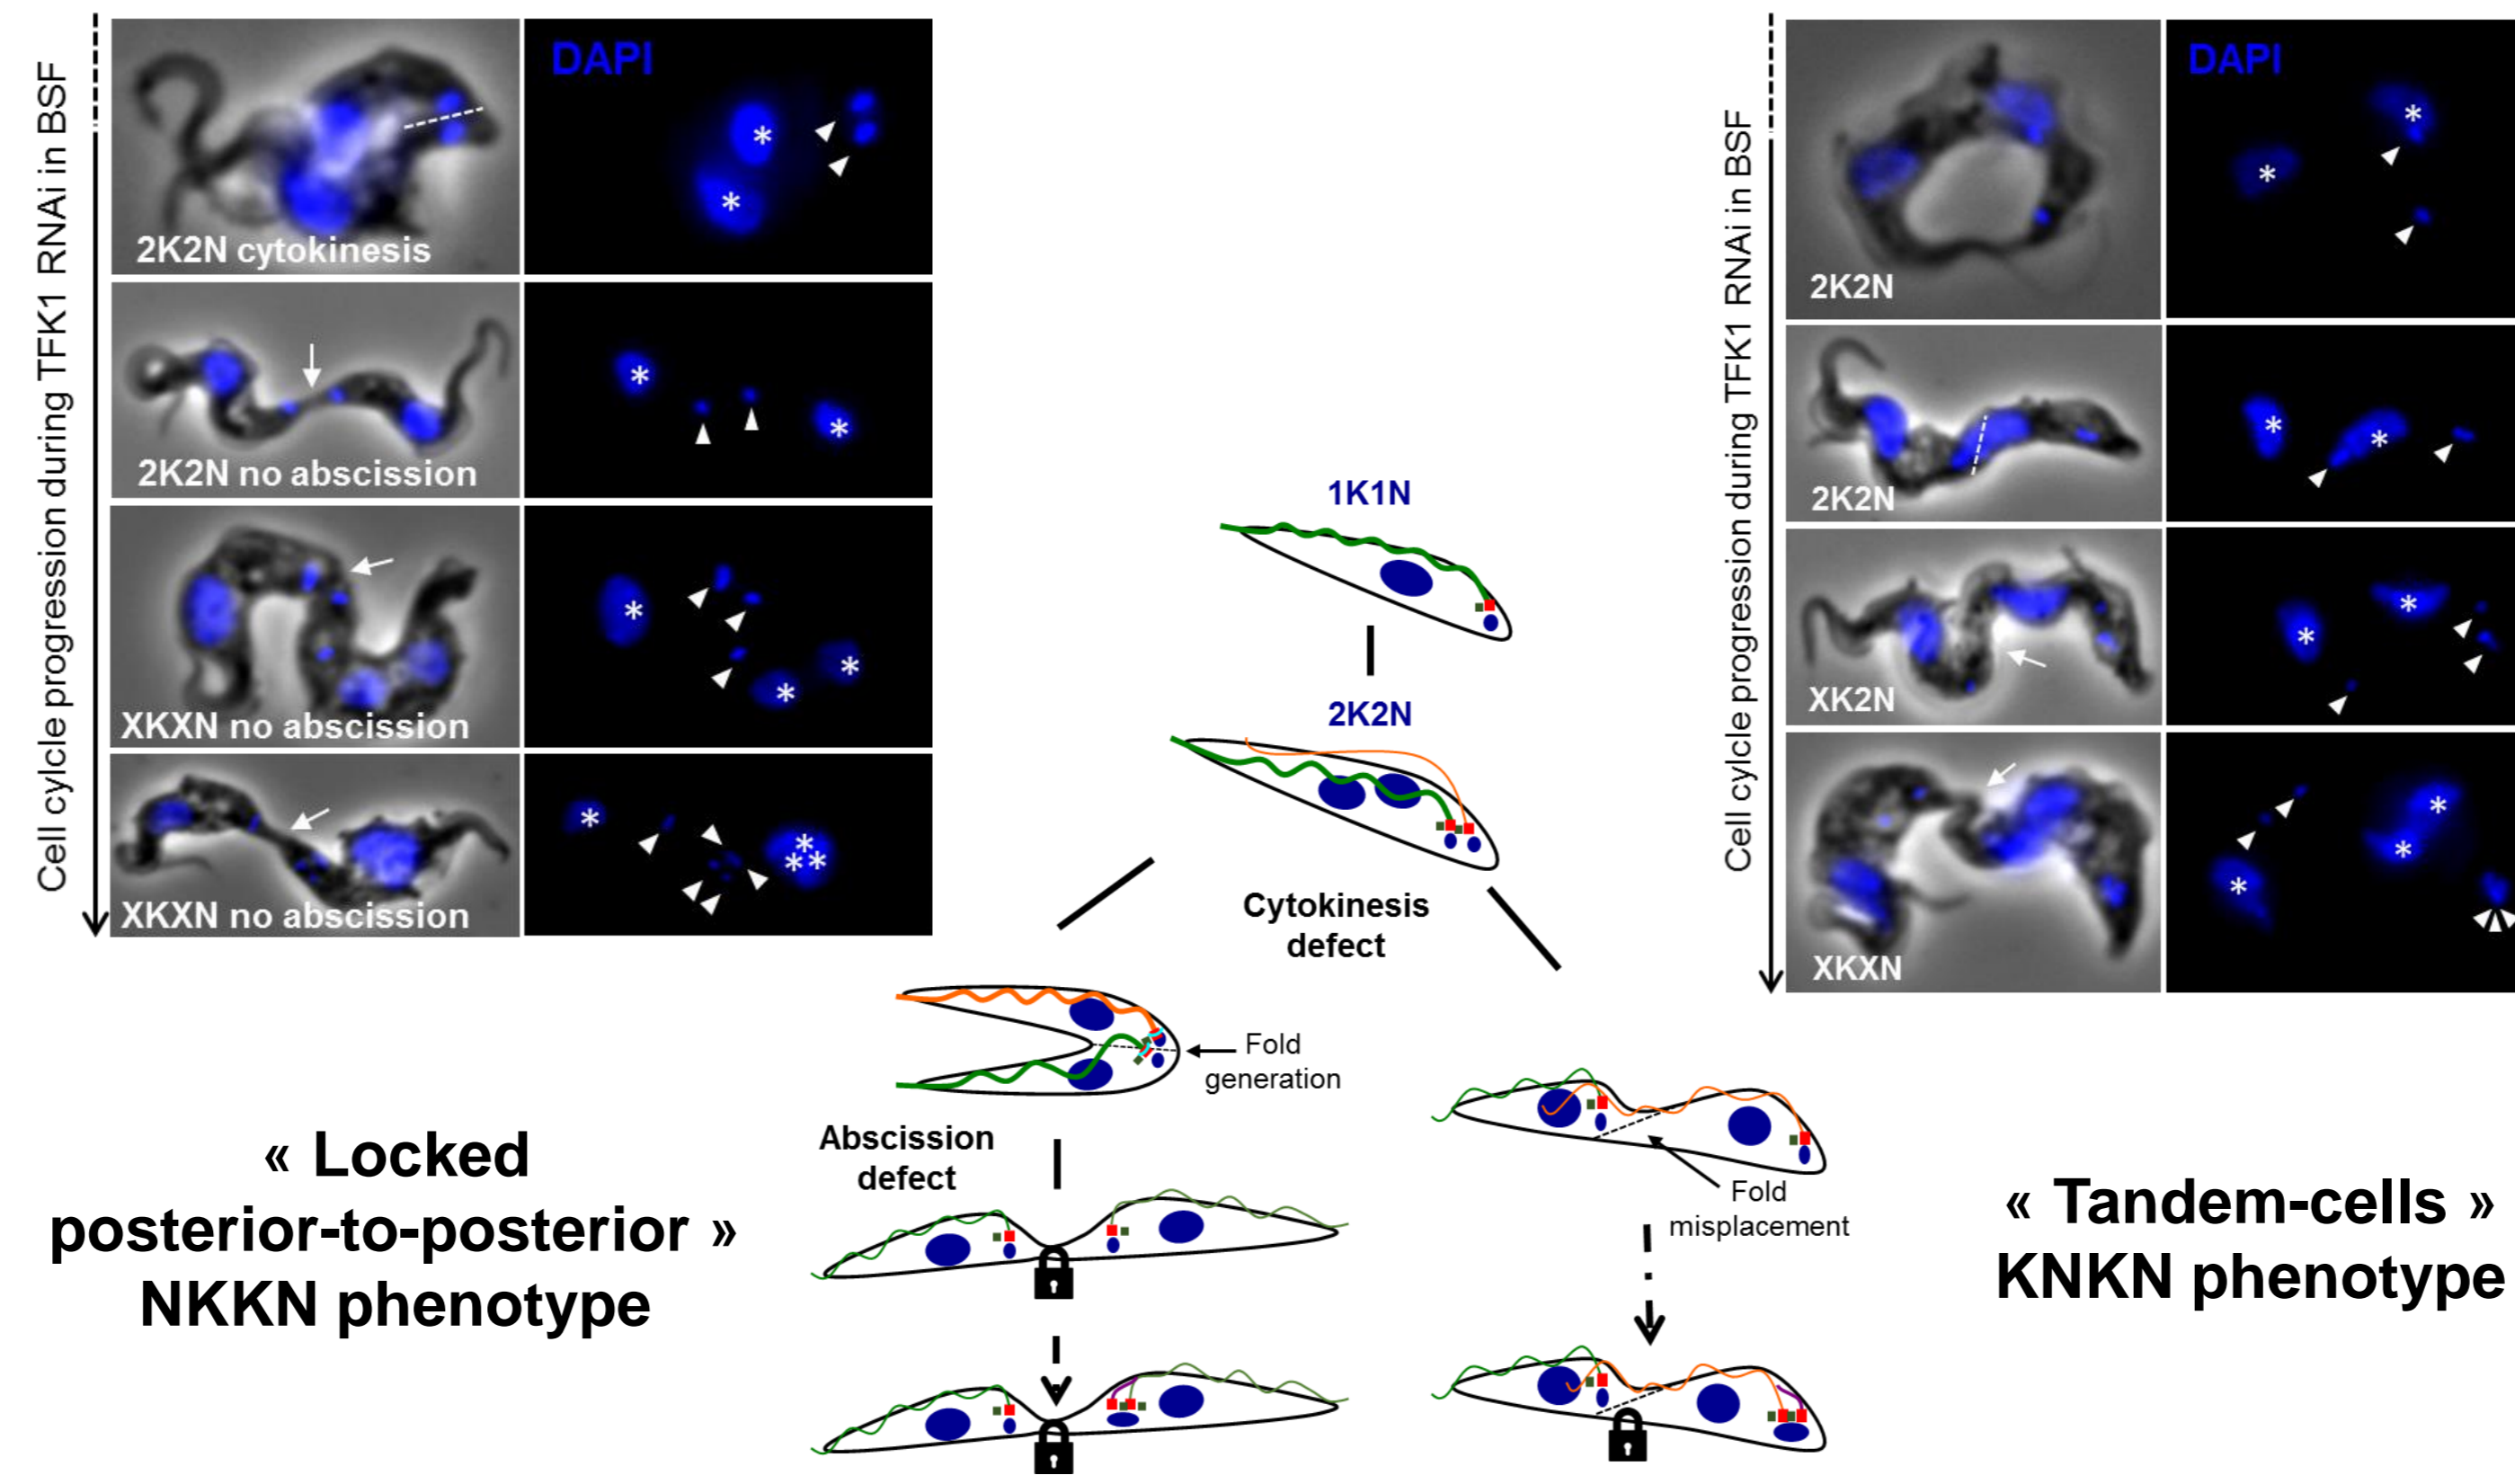 Cell cylcle progression during TFK1 RNAi in BSF
DAPI
2K2N cytokinesis
2K2N no abscission
XKXN no abscission
XKXN no abscission
Cell cylcle progression during TFK1 RNAi in BSF
DAPI
2K2N
2K2N
XK2N
XKXN
1K1N
2K2N
Cytokinesis
defect
Fold
generation
Abscission
defect
Fold
misplacement
« Locked
posterior-to-posterior »
NKKN phenotype
« Tandem-cells »
KNKN phenotype